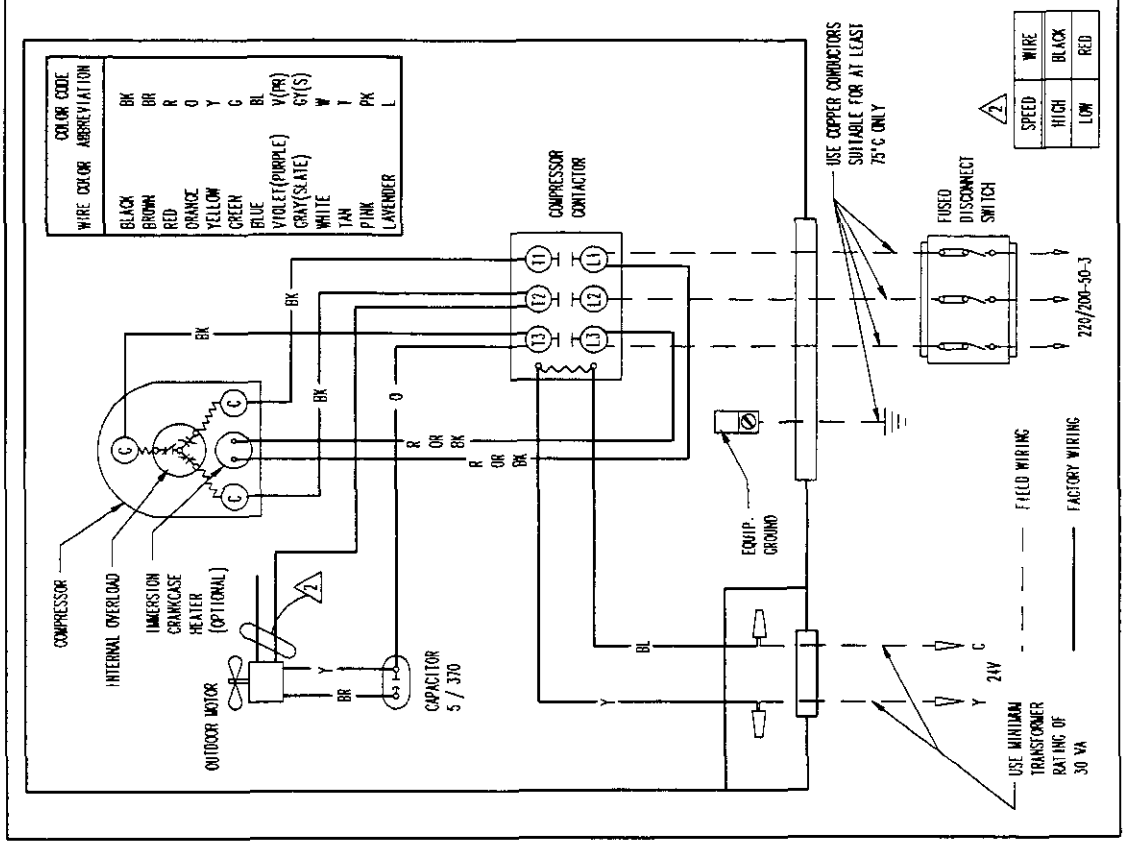 COLOR CODE
WIRE COLOR ABBREVIATION
BLACK BK
BROWN BR
RED R
ORANGE O
YELLOW Y
GREEN G
BLUE BL
VIOLET(PURPLE) V(PR)
GRAY(SLATE) GY(S)
WHITE W
TAN T
PINK PK
LAVENDER L
COMPRESSOR
INTERNAL OVERLOAD
IMMERSION
CRANKCASE
HEATER
(OPTIONAL)
C
C
C
BK
BK
BK
OUTDOOR MOTOR
2
Y
BR
CAPACITOR
5 / 370
O
R OR BK
R OR BK
COMPRESSOR
CONTACTOR
T1
T2
T3
L1
L2
L3
EQUIP.
GROUND
BL
Y
USE COPPER CONDUCTORS
SUITABLE FOR AT LEAST
75°C ONLY
FUSED
DISCONNECT
SWITCH
220/200-50-3
C
24V
Y
USE MINIMUM
TRANSFORMER
RATING OF
30 VA
FIELD WIRING
FACTORY WIRING
2
SPEED WIRE
HIGH BLACK
LOW RED